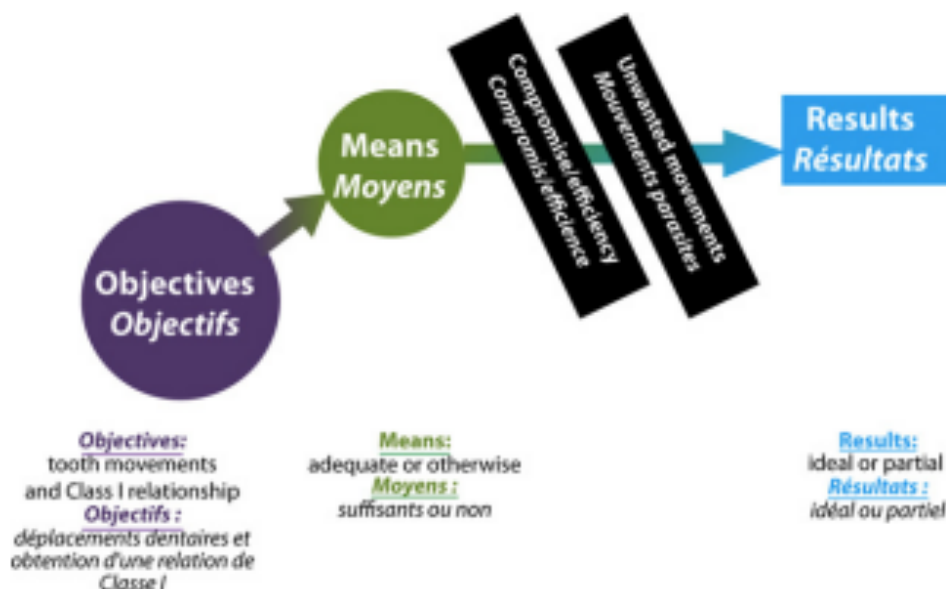 Compromise/efficiency
Compromis/efficience
Unwanted movements
Mouvements parasites
Means
Moyens
Results
Résultats
Objectives
Objectifs
Objectives:
tooth movements
and Class I relationship
Objectifs :
déplacements dentaires et
obtention d'une relation de
Classe I
Means:
adequate or otherwise
Moyens :
suffisants ou non
Results:
ideal or partial
Résultats :
idéal ou partiel